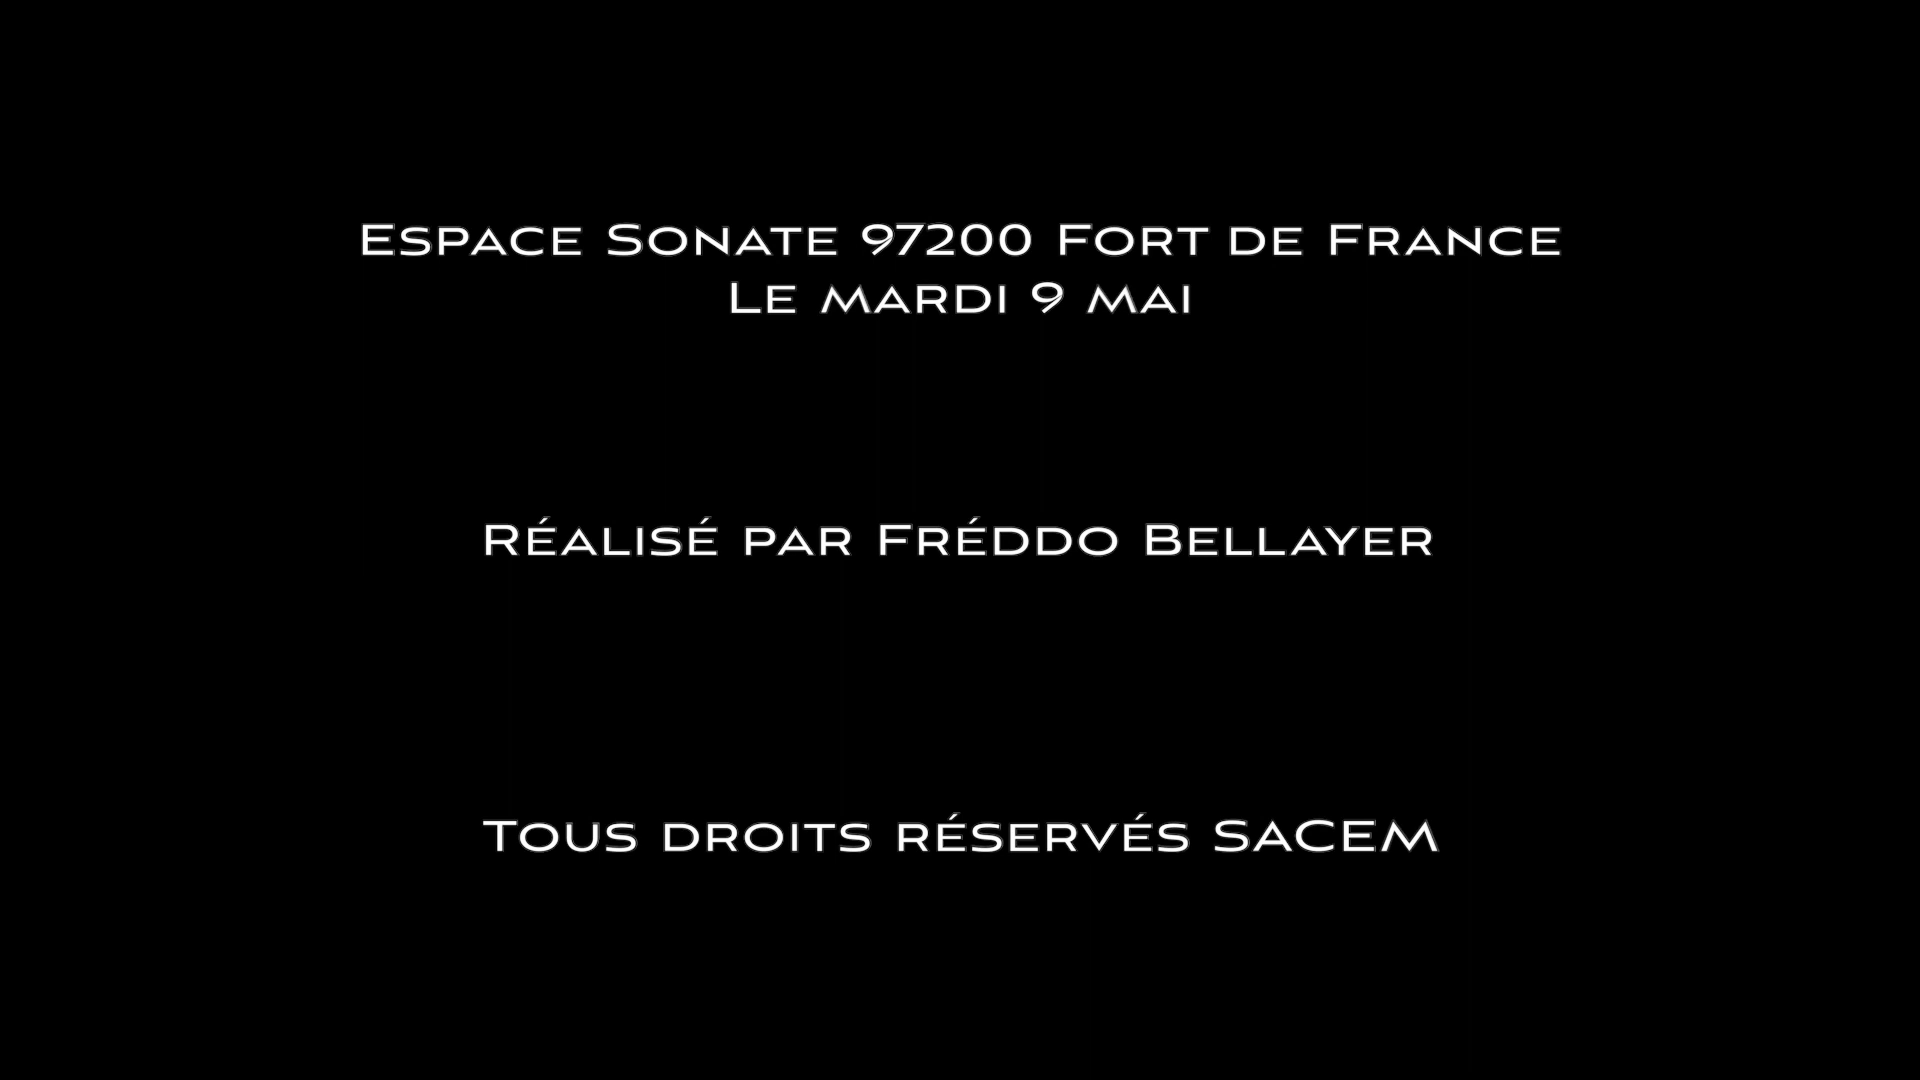 Espace Sonate 97200 Fort de France
Le mardi 9 mai
Réalisé par Fréddo Bellayer
Tous droits réservés SACEM